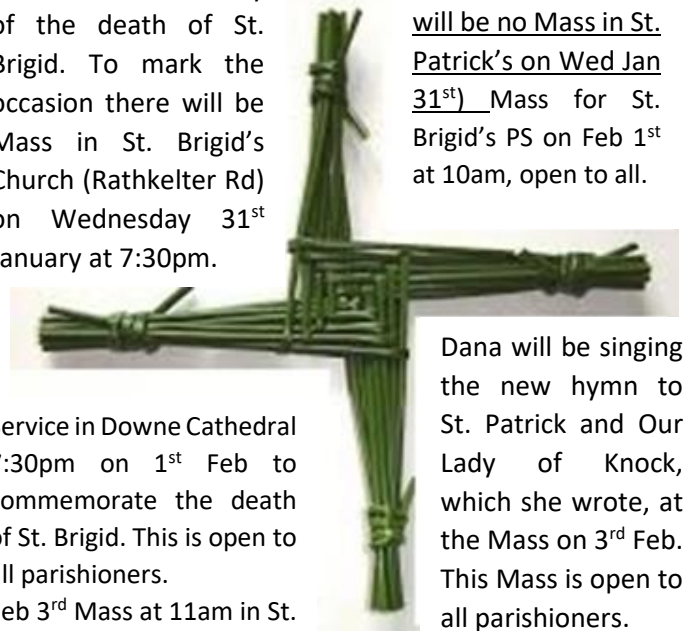 of the death of St.
Brigid. To mark the
occasion there will be
Mass in St. Brigid's
Church (Rathkelter Rd)
on Wednesday 31st
January at 7:30pm.
will be no Mass in St.
Patrick's on Wed Jan
31st) Mass for St.
Brigid's PS on Feb 1st
at 10am, open to all.
Service in Downe Cathedral
7:30pm on 1st Feb to
commemorate the death
of St. Brigid. This is open to
all parishioners.
Feb 3rd Mass at 11am in St.
Dana will be singing
the new hymn to
St. Patrick and Our
Lady of Knock,
which she wrote, at
the Mass on 3rd Feb.
This Mass is open to
all parishioners.